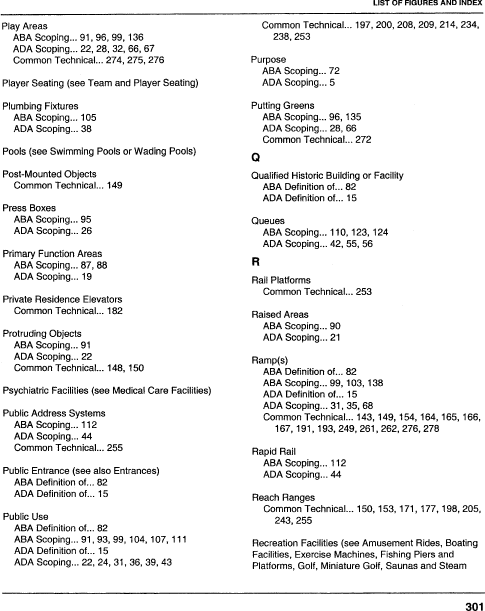 LIST OF FIGURES AND INDEX
Play Areas
ABA Scoping... 91, 96, 99, 136
ADA Scoping... 22, 28, 32, 66, 67
Common Technical... 274, 275, 276
Player Seating (see Team and Player Seating)
Plumbing Fixtures
ABA Scoping... 105
ADA Scoping... 38
Pools (see Swimming Pools or Wading Pools)
Post-Mounted Objects
Common Technical... 149
Press Boxes
ABA Scoping... 95
ADA Scoping... 26
Primary Function Areas
ABA Scoping... 87, 88
ADA Scoping... 19
Private Residence Elevators
Common Technical... 182
Protruding Objects
ABA Scoping... 91
ADA Scoping... 22
Common Technical... 148, 150
Psychiatric Facilities (see Medical Care Facilities)
Public Address Systems
ABA Scoping... 112
ADA Scoping... 44
Common Technical... 255
Public Entrance (see also Entrances)
ABA Definition of... 82
ADA Definition of... 15
Public Use
ABA Definition of... 82
ABA Scoping... 91, 93, 99, 104, 107, 111
ADA Definition of... 15
ADA Scoping... 22, 24, 31, 36, 39, 43
Common Technical... 197, 200, 208, 209, 214, 234,
238, 253
Purpose
ABA Scoping... 72
ADA Scoping... 5
Putting Greens
ABA Scoping... 96, 135
ADA Scoping... 28, 66
Common Technical... 272
Q
Qualified Historic Building or Facility
ABA Definition of... 82
ADA Definition of... 15
Queues
ABA Scoping... 110, 123, 124
ADA Scoping... 42, 55, 56
R
Rail Platforms
Common Technical... 253
Raised Areas
ABA Scoping... 90
ADA Scoping... 21
Ramp(s)
ABA Definition of... 82
ABA Scoping... 99, 103, 138
ADA Definition of... 15
ADA Scoping... 31, 35, 68
Common Technical... 143, 149, 154, 164, 165, 166,
167, 191, 193, 249, 261, 262, 276, 278
Rapid Rail
ABA Scoping... 112
ADA Scoping... 44
Reach Ranges
Common Technical... 150, 153, 171, 177, 198, 205,
243, 255
Recreation Facilities (see Amusement Rides, Boating
Facilities, Exercise Machines, Fishing Piers and
Platforms, Golf, Miniature Golf, Saunas and Steam
301